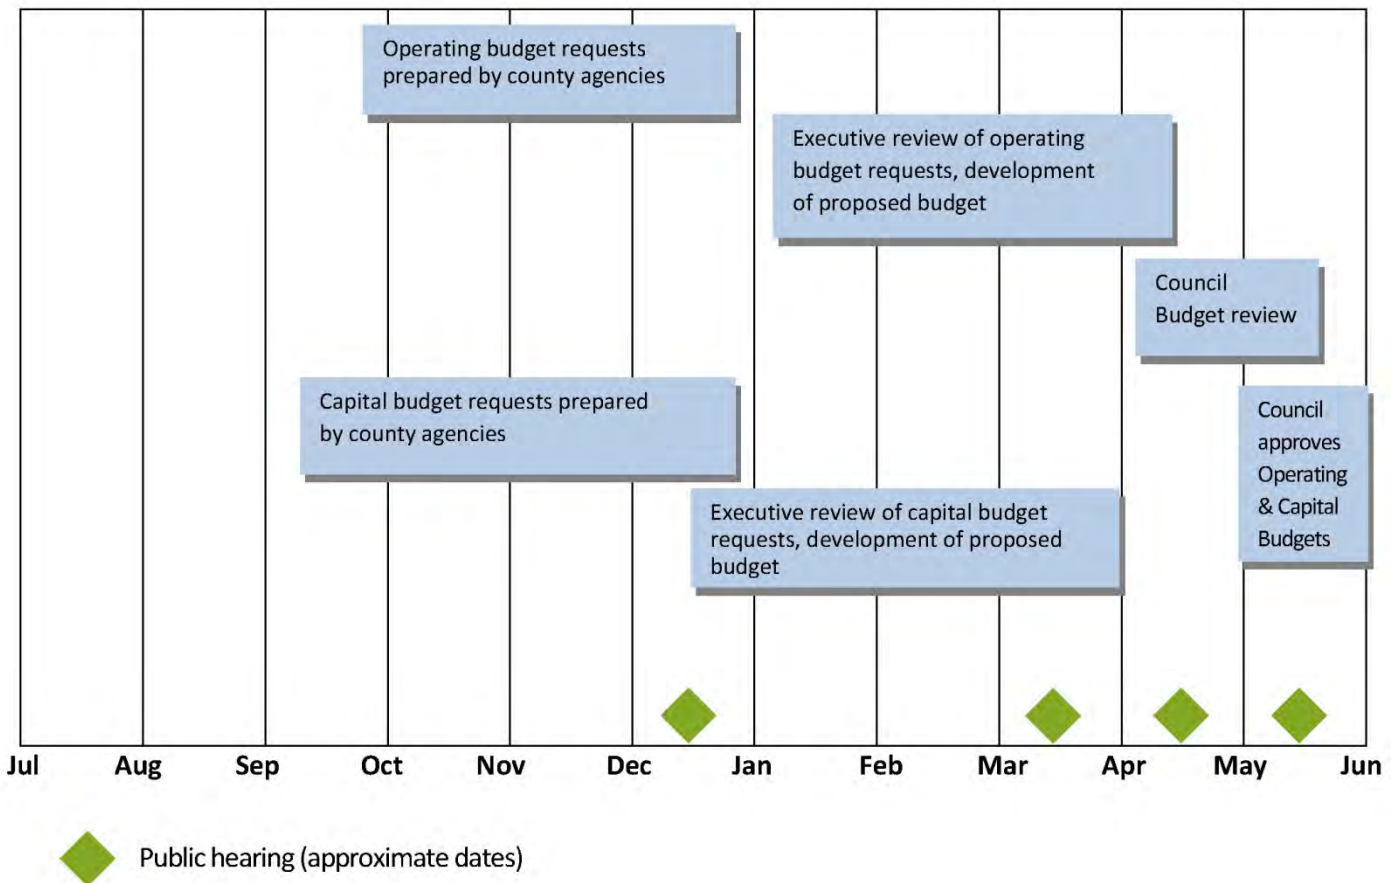 Operating budget requests
prepared by county agencies
Executive review of operating
budget requests, development
of proposed budget
Council
Budget review
Capital budget requests prepared
by county agencies
Council
approves
Operating
& Capital
Budgets
Executive review of capital budget
requests, development of proposed
budget
Jul Aug Sep Oct Nov Dec Jan Feb Mar Apr May Jun
Public hearing (approximate dates)